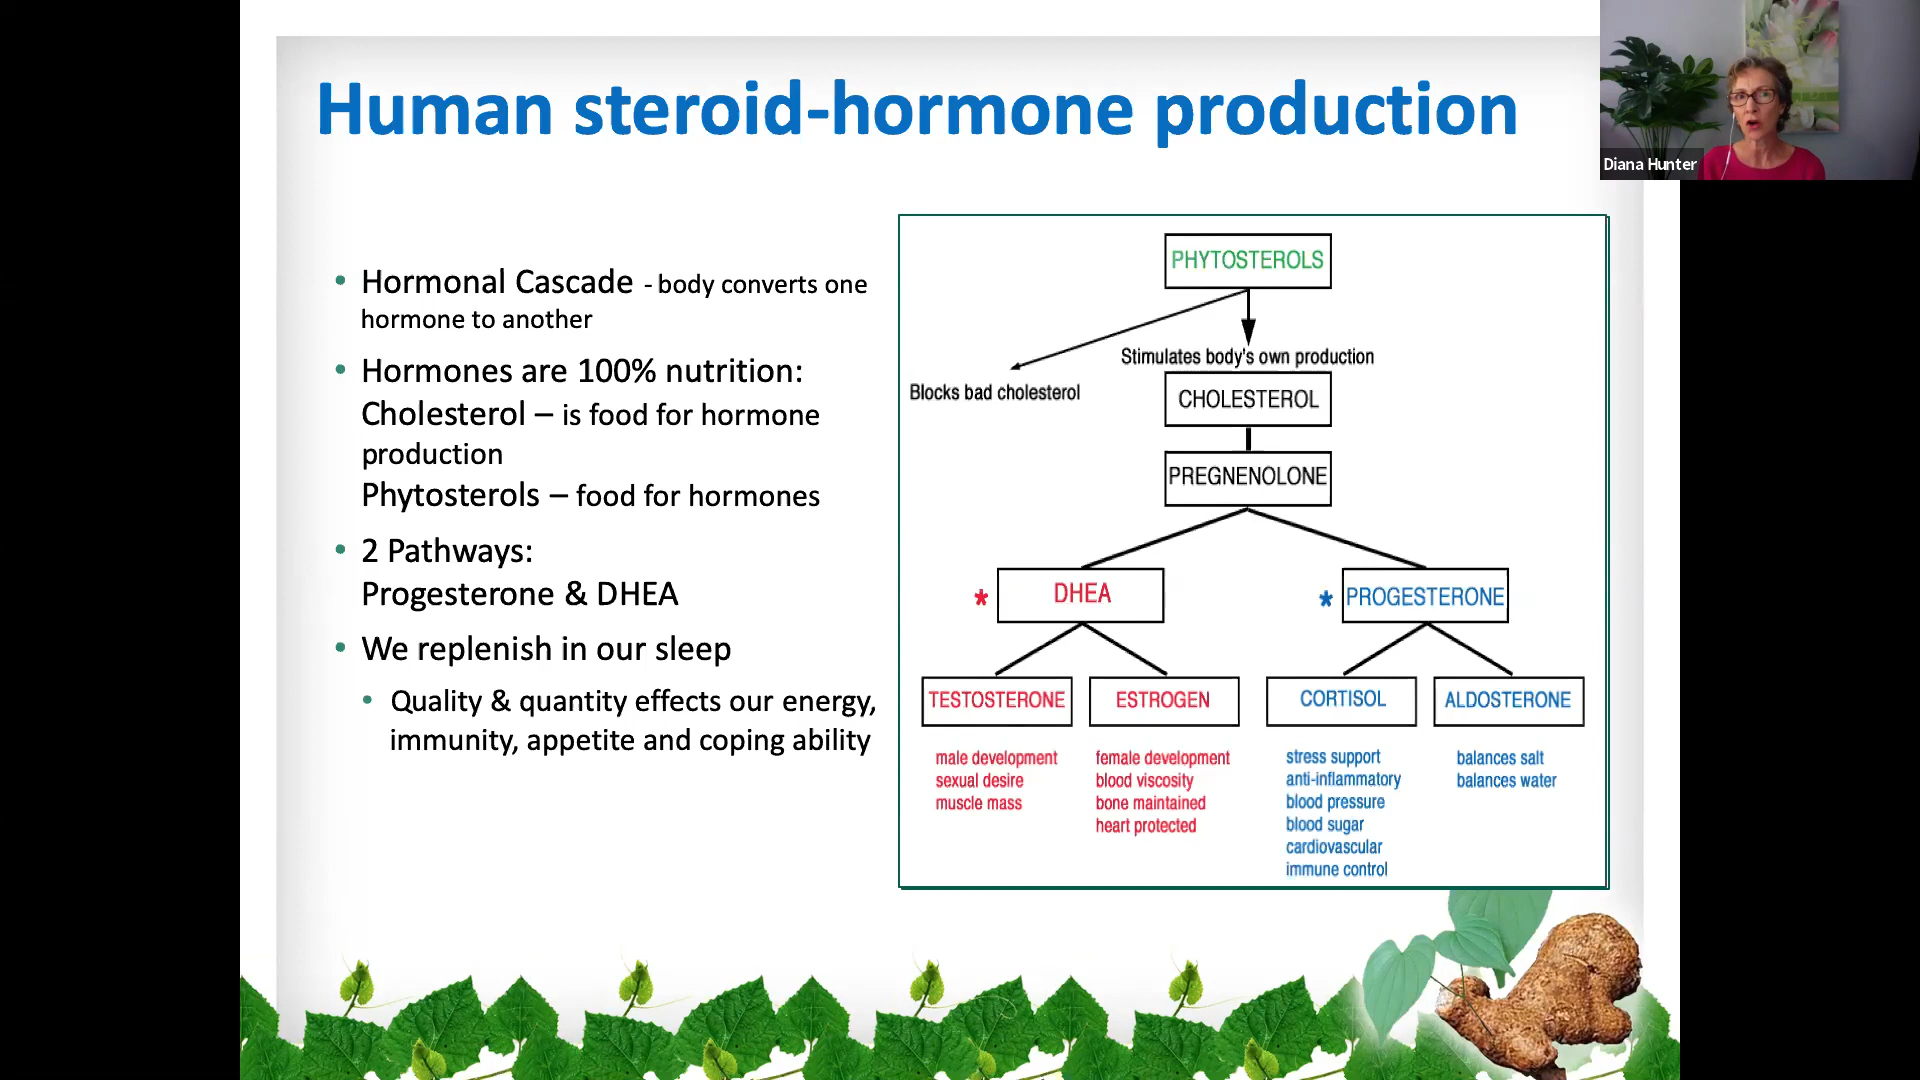 Human steroid-hormone production
Diana Hunter
• Hormonal Cascade - body converts one
hormone to another
• Hormones are 100% nutrition:
Cholesterol – is food for hormone
production
Phytosterols – food for hormones
• 2 Pathways:
Progesterone & DHEA
• We replenish in our sleep
• Quality & quantity effects our energy,
immunity, appetite and coping ability
PHYTOSTEROLS
Stimulates body's own production
Blocks bad cholesterol
CHOLESTEROL
PREGNENOLONE
* DHEA
* PROGESTERONE
TESTOSTERONE
male development
sexual desire
muscle mass
ESTROGEN
female development
blood viscosity
bone maintained
heart protected
CORTISOL
stress support
anti-inflammatory
blood pressure
blood sugar
cardiovascular
immune control
ALDOSTERONE
balances salt
balances water